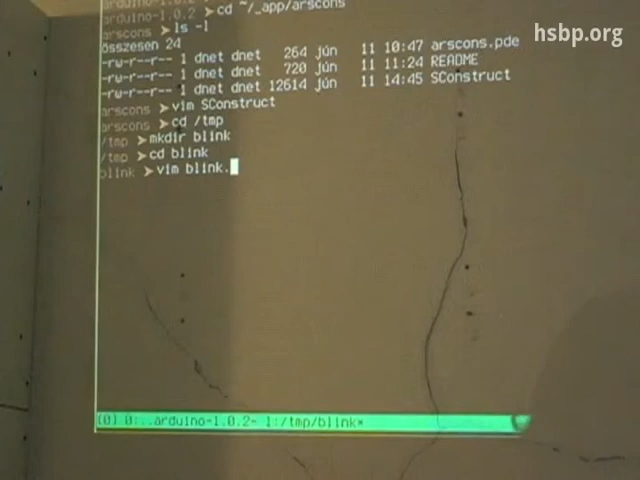 arduino-1.0.2 ➤cd ~/_app/arscons
hsbp.org
arscons ➤ls -l
összesen 24
-rw-r--r-- 1 dnet dnet 264 jún 11 10:47 arscons.pde
-rw-r--r-- 1 dnet dnet 720 jún 11 11:24 README
-rw-r--r-- 1 dnet dnet 12614 jún 11 14:45 SConstruct
arscons ➤vim SConstruct
arscons ➤cd /tmp
/tmp ➤mkdir blink
/tmp ➤cd blink
blink ➤vim blink.
[0] 0:..arduino-1.0.2- 1:/tmp/blink*